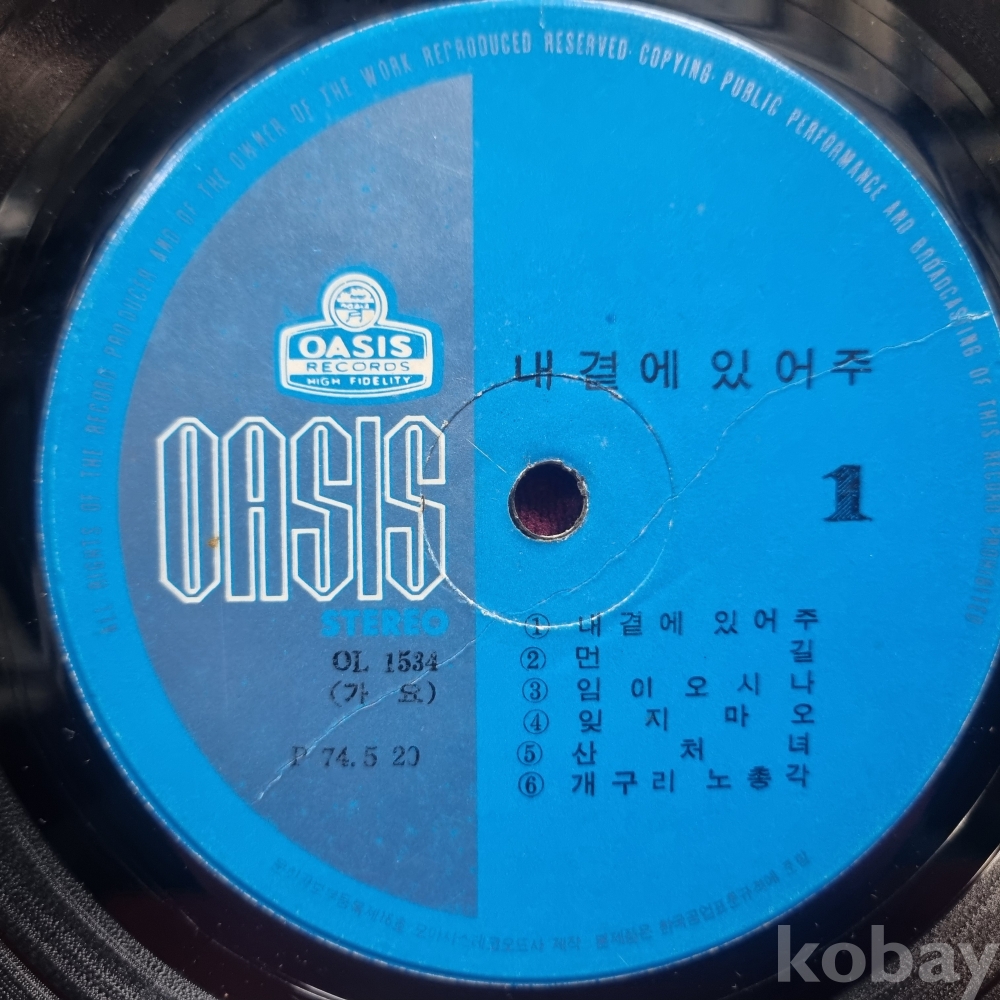 ALL RIGHTS OF THE RECORD PRODUCER AND OF THE OWNER OF THE WORK REPRODUCED RESERVED· COPYING· PUBLIC PERFORMANCE AND BROADCASTING OF THIS RECORD PROHIBITED
OASIS
RECORDS
HIGH FIDELITY
내 곁에 있어주
OASIS
1
STEREO
OL 1534
(가 요)
P 74.5 20
① 내 곁에 있어주
② 먼 길
③ 임이오시나
④ 잊지마오
⑤ 산처녀
⑥ 개구리 노총각
kobay